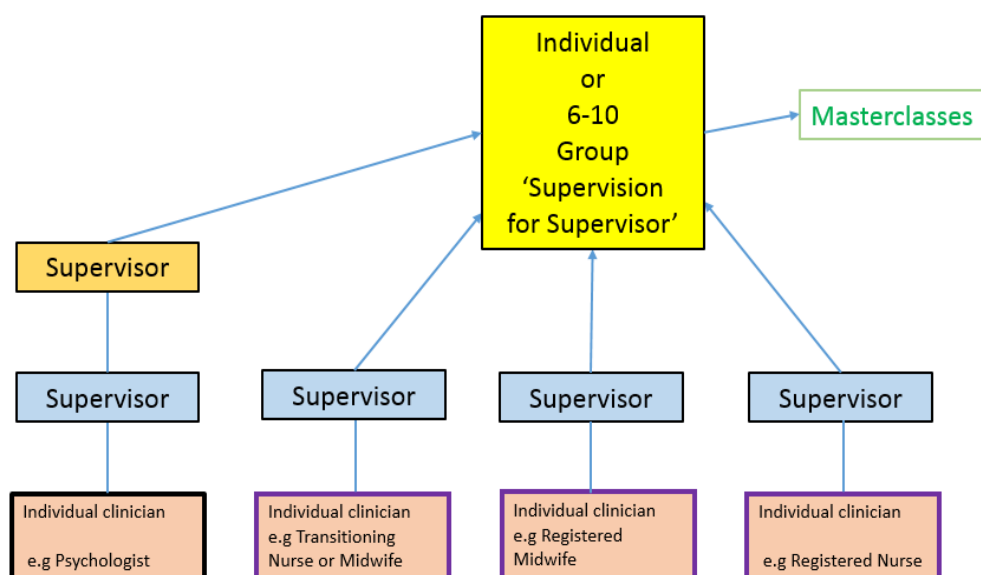 Individual
or
6-10
Group
‘Supervision
for Supervisor’
Masterclasses
Supervisor
Supervisor
Supervisor
Supervisor
Supervisor
Individual clinician
e.g Psychologist
Individual clinician
e.g Transitioning
Nurse or Midwife
Individual clinician
e.g Registered
Midwife
Individual clinician
e.g Registered Nurse